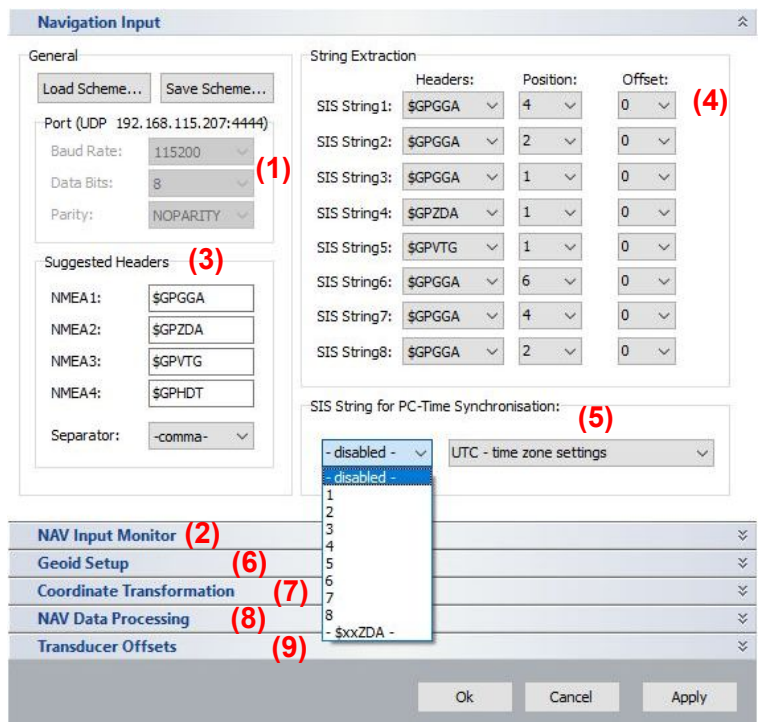 Navigation Input
General
Load Scheme... Save Scheme...
Port (UDP 192.168.115.207:4444)
Baud Rate: 115200
(1)
Data Bits: 8
Parity: NOPARITY
Suggested Headers (3)
NMEA1: $GPGGA
NMEA2: $GPZDA
NMEA3: $GPVTG
NMEA4: $GPHDT
Separator: -comma-
String Extraction
Headers: Position: Offset:
(4)
SIS String1: $GPGGA 4 0
SIS String2: $GPGGA 2 0
SIS String3: $GPGGA 1 0
SIS String4: $GPZDA 1 0
SIS String5: $GPVTG 1 0
SIS String6: $GPGGA 6 0
SIS String7: $GPGGA 4 0
SIS String8: $GPGGA 2 0
SIS String for PC-Time Synchronisation:
(5)
- disabled - UTC - time zone settings
- disabled -
1
2
3
4
5
6
7
8
- $xxZDA -
NAV Input Monitor (2)
Geoid Setup (6)
Coordinate Transformation (7)
NAV Data Processing (8)
Transducer Offsets (9)
Ok Cancel Apply